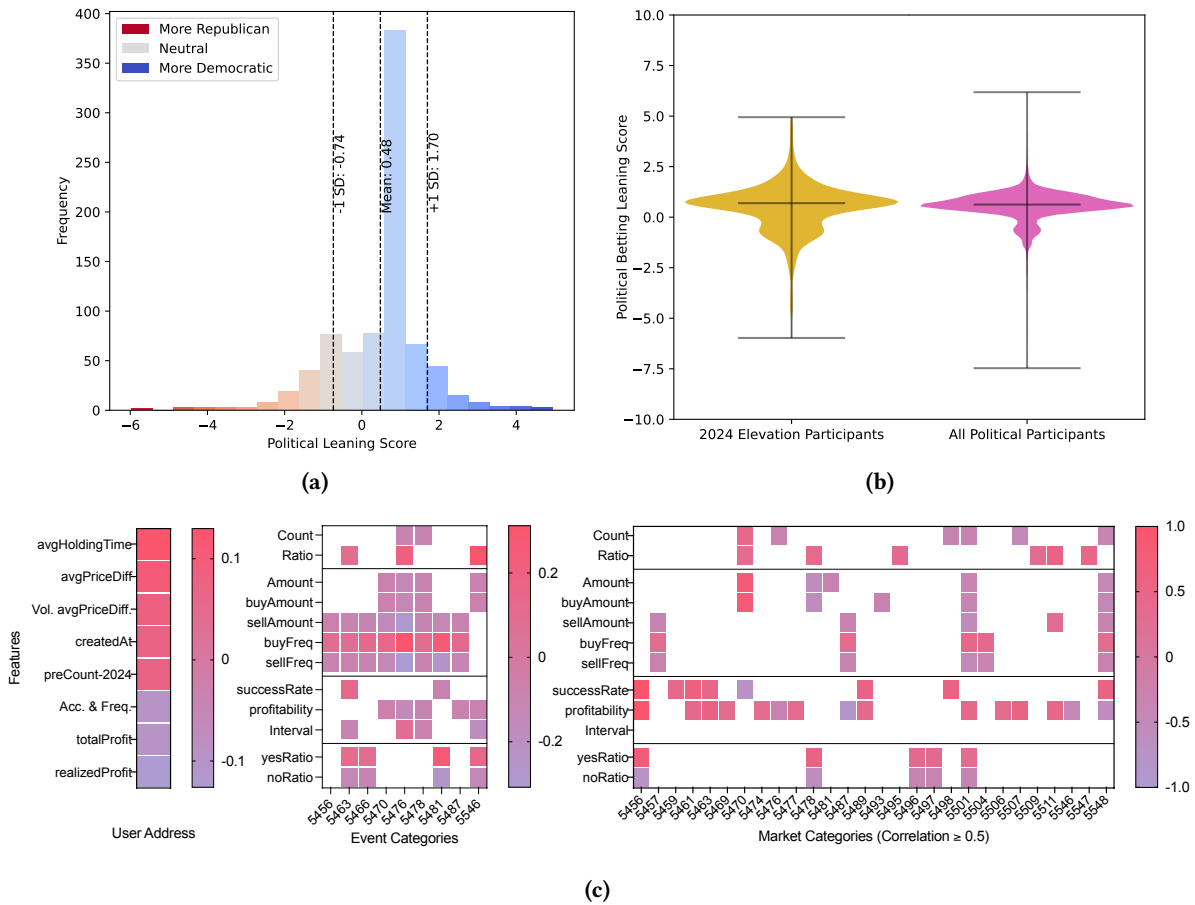 400
350
300
250
200
150
100
50
0
Frequency
More Republican
Neutral
More Democratic
-1 SD: -0.74
Mean: 0.48
+1 SD: 1.70
−6
−4
−2
0
2
4
Political Leaning Score
(a)
10.0
7.5
5.0
2.5
0.0
−2.5
−5.0
−7.5
−10.0
Political Betting Leaning Score
2024 Elevation Participants
All Political Participants
(b)
Features
avgHoldingTime
avgPriceDiff
Vol. avgPriceDiff.
createdAt
preCount-2024
Acc. & Freq.
totalProfit
realizedProfit
User Address
0.1
0
-0.1
Count
Ratio
Amount
buyAmount
sellAmount
buyFreq
sellFreq
successRate
profitability
Interval
yesRatio
noRatio
5456
5463
5466
5470
5476
5478
5481
5487
5546
Event Categories
0.2
0
-0.2
Count
Ratio
Amount
buyAmount
sellAmount
buyFreq
sellFreq
successRate
profitability
Interval
yesRatio
noRatio
5456
5457
5459
5461
5463
5469
5470
5474
5476
5477
5478
5481
5487
5489
5493
5495
5496
5497
5498
5501
5504
5506
5507
5509
5511
5546
5547
5548
Market Categories (Correlation ≥ 0.5)
1.0
0.5
0
-0.5
-1.0
(c)